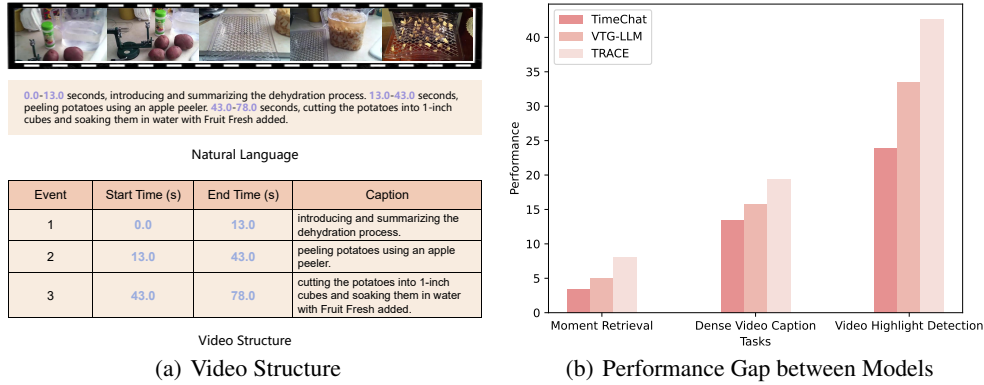 0.0-13.0 seconds, introducing and summarizing the dehydration process. 13.0-43.0 seconds,
peeling potatoes using an apple peeler. 43.0-78.0 seconds, cutting the potatoes into 1-inch
cubes and soaking them in water with Fruit Fresh added.
Natural Language
Event Start Time (s) End Time (s) Caption
1 0.0 13.0 introducing and summarizing the
dehydration process.
2 13.0 43.0 peeling potatoes using an apple
peeler.
3 43.0 78.0 cutting the potatoes into 1-inch
cubes and soaking them in water
with Fruit Fresh added.
Video Structure
(a) Video Structure
TimeChat
VTG-LLM
TRACE
Performance
40
35
30
25
20
15
10
5
0
Moment Retrieval Dense Video Caption Video Highlight Detection
Tasks
(b) Performance Gap between Models